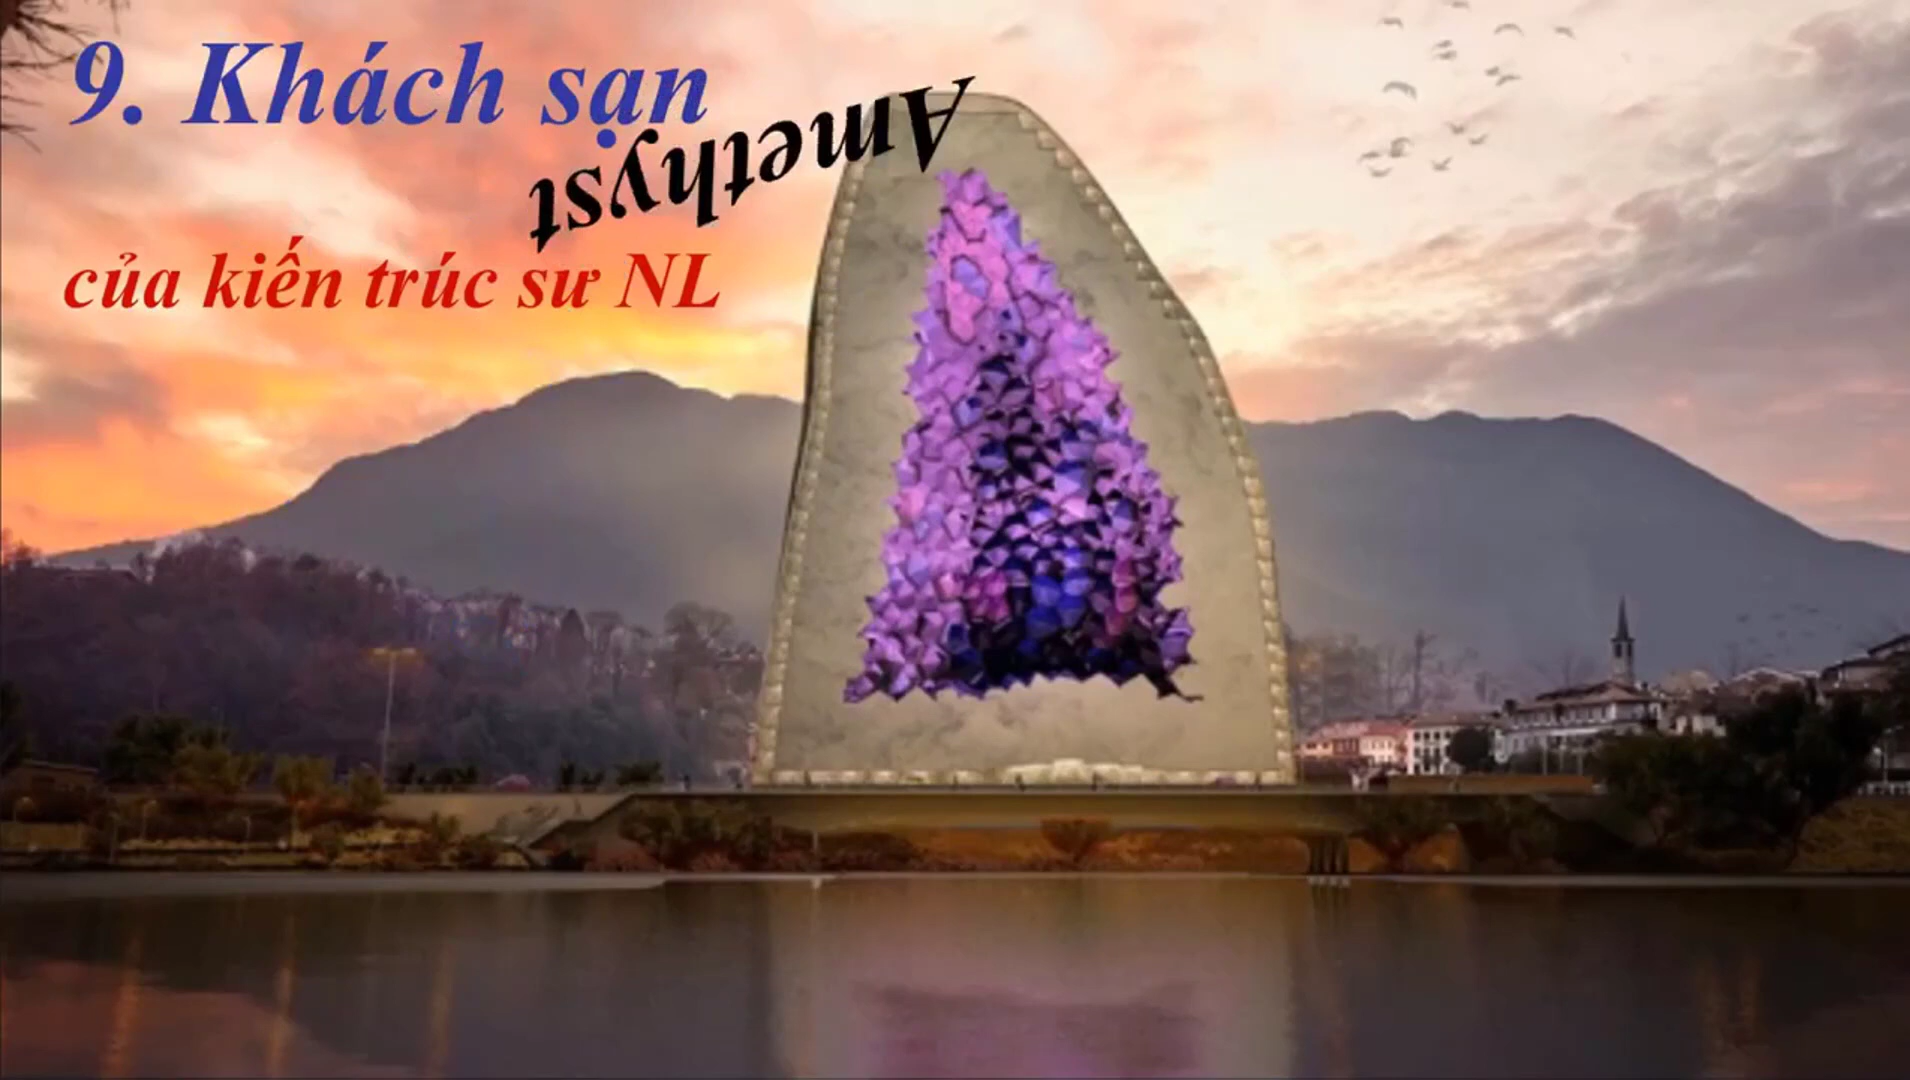 9. Khách sạn
Amethyst
của kiến trúc sư NL